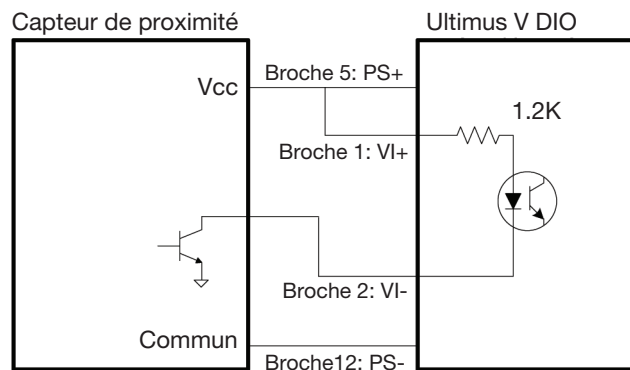 Capteur de proximité
Ultimus V DIO
Vcc
Broche 5: PS+
1.2K
Broche 1: VI+
Broche 2: VI-
Commun
Broche12: PS-